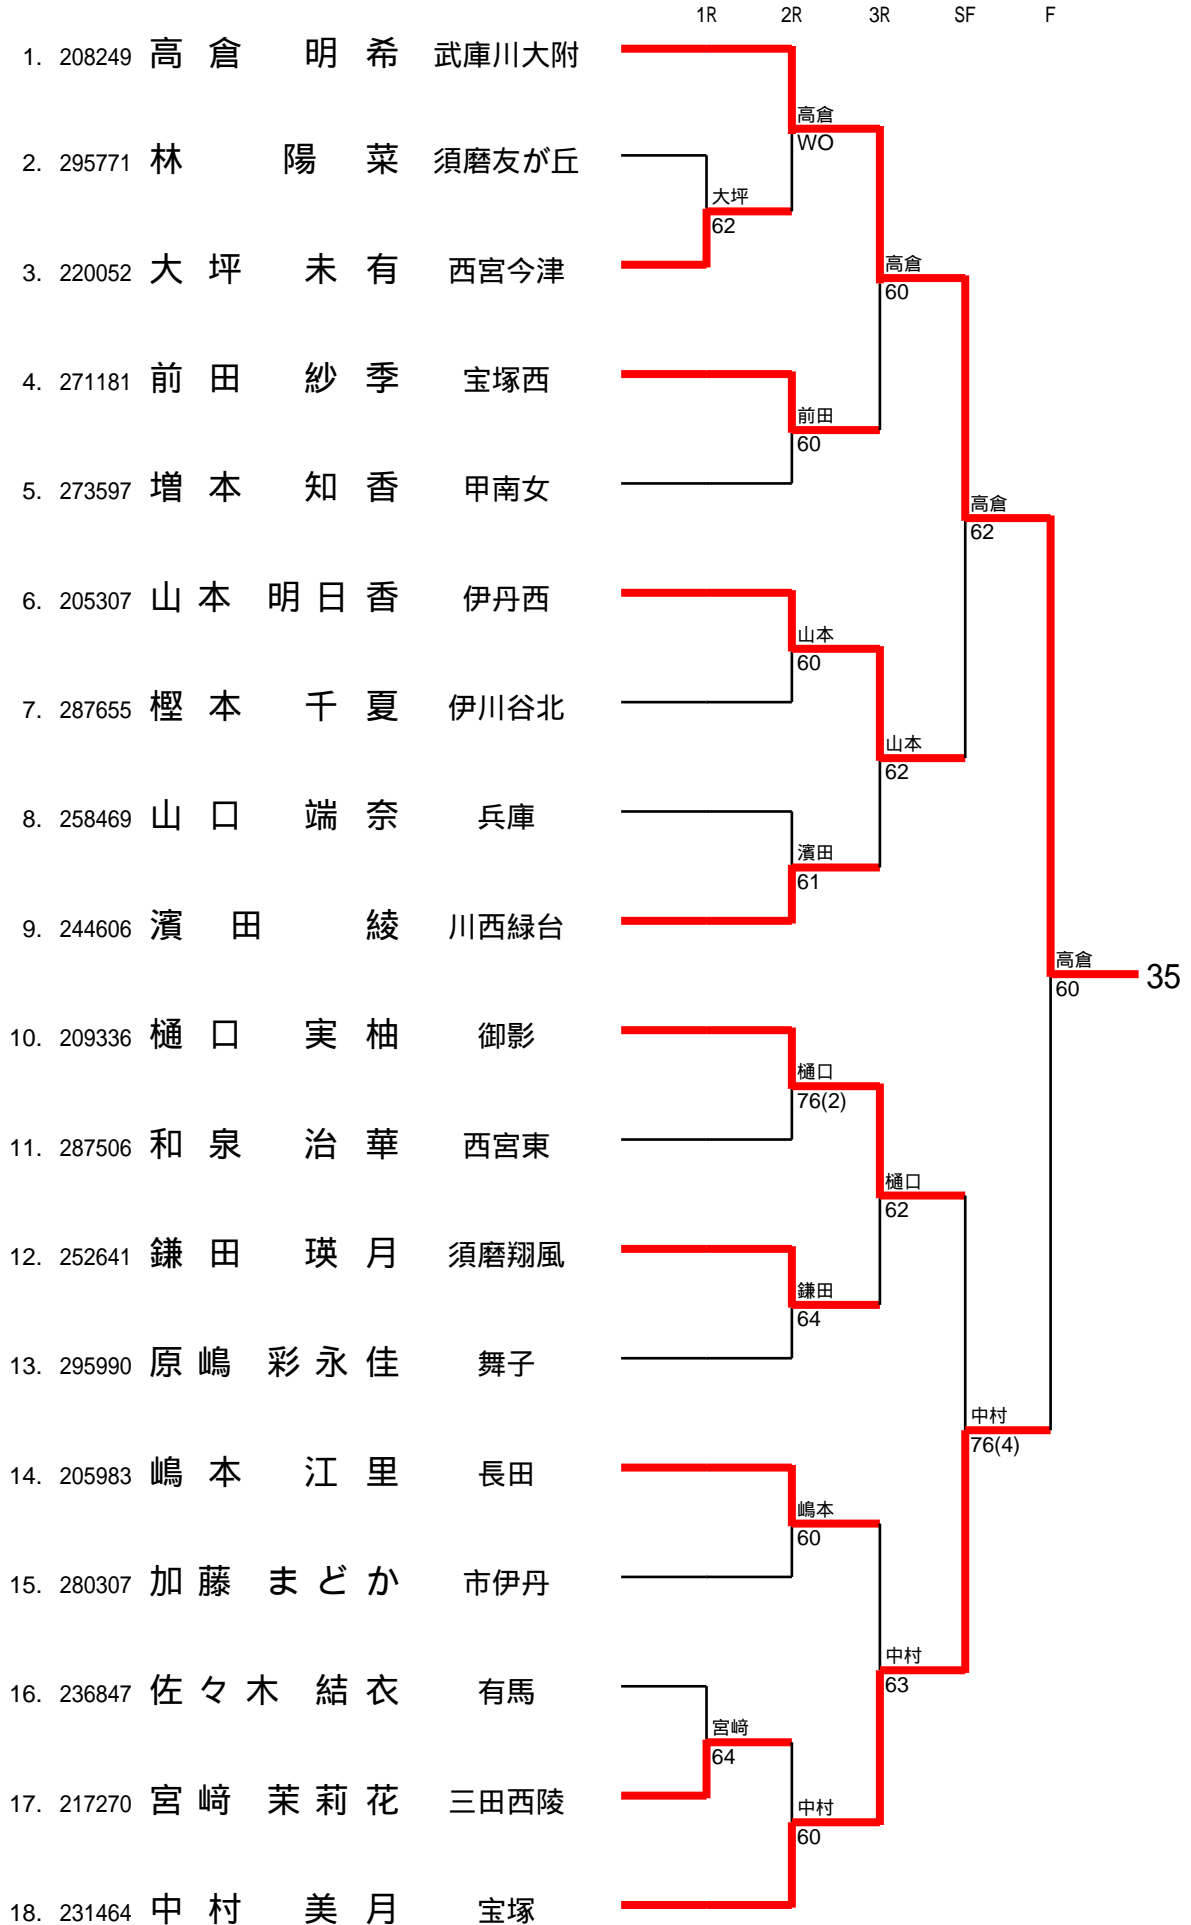 1R 2R 3R SF F
1. 208249 高倉 明希 武庫川大附
高倉
WO
2. 295771 林 陽菜 須磨友が丘
大坪
62
3. 220052 大坪 未有 西宮今津
高倉
60
4. 271181 前田 紗季 宝塚西
前田
60
5. 273597 増本 知香 甲南女
高倉
62
6. 205307 山本 明日香 伊丹西
山本
60
7. 287655 樫本 千夏 伊川谷北
山本
62
8. 258469 山口 端奈 兵庫
濱田
61
9. 244606 濱田 綾 川西緑台
高倉
60
35
10. 209336 樋口 実柚 御影
樋口
76(2)
11. 287506 和泉 治華 西宮東
樋口
62
12. 252641 鎌田 瑛月 須磨翔風
鎌田
64
13. 295990 原嶋 彩永佳 舞子
中村
76(4)
14. 205983 嶋本 江里 長田
嶋本
60
15. 280307 加藤 まどか 市伊丹
中村
63
16. 236847 佐々木 結衣 有馬
宮﨑
64
17. 217270 宮﨑 茉莉花 三田西陵
中村
60
18. 231464 中村 美月 宝塚